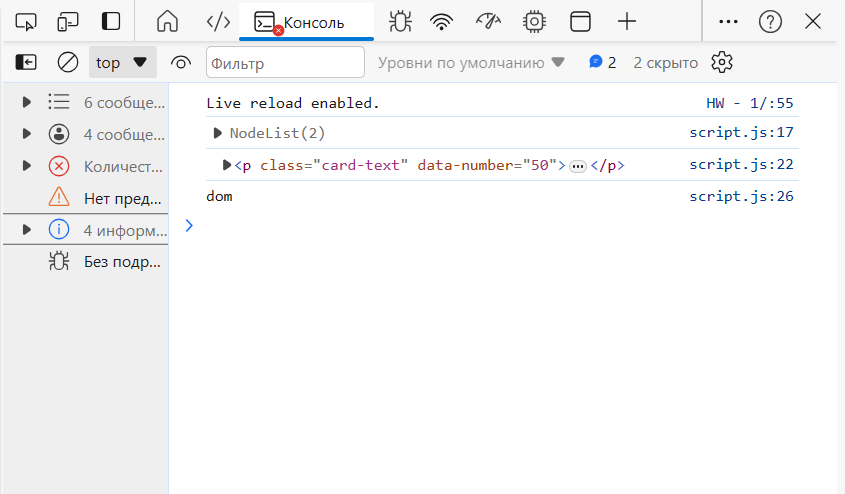 Консоль
top
Фильтр
Уровни по умолчанию
2
2 скрыто
6 сообще...
4 сообще...
Количест...
Нет пред...
4 информ...
Без подр...
Live reload enabled. HW - 1/:55
NodeList(2) script.js:17
<p class="card-text" data-number="50">…</p> script.js:22
dom script.js:26